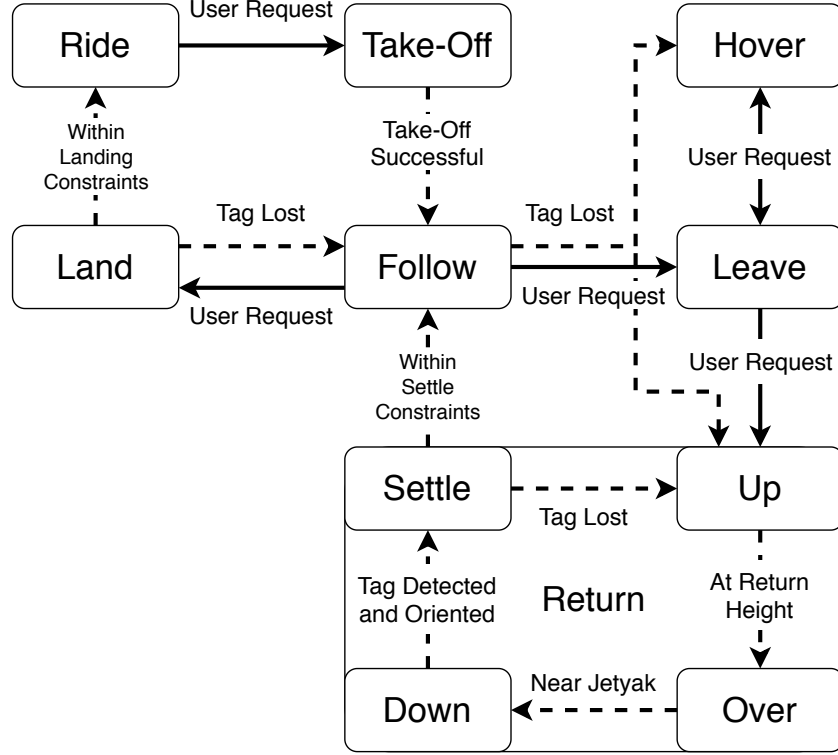 User Request
Ride
Take-Off
Hover
Within
Landing
Constraints
Take-Off
Successful
User Request
Tag Lost
Tag Lost
Land
Follow
Leave
User Request
User Request
Within
Settle
Constraints
User Request
Settle
Up
Tag Lost
Tag Detected
and Oriented
Return
At Return
Height
Near Jetyak
Down
Over